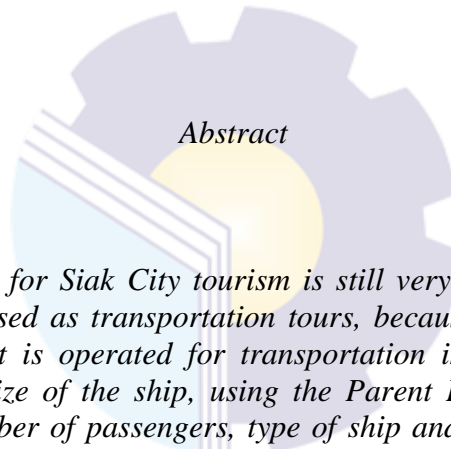 Abstract
for Siak City tourism is still very
sed as transportation tours, becau
t is operated for transportation i
ize of the ship, using the Parent
ber of passengers, type of ship and